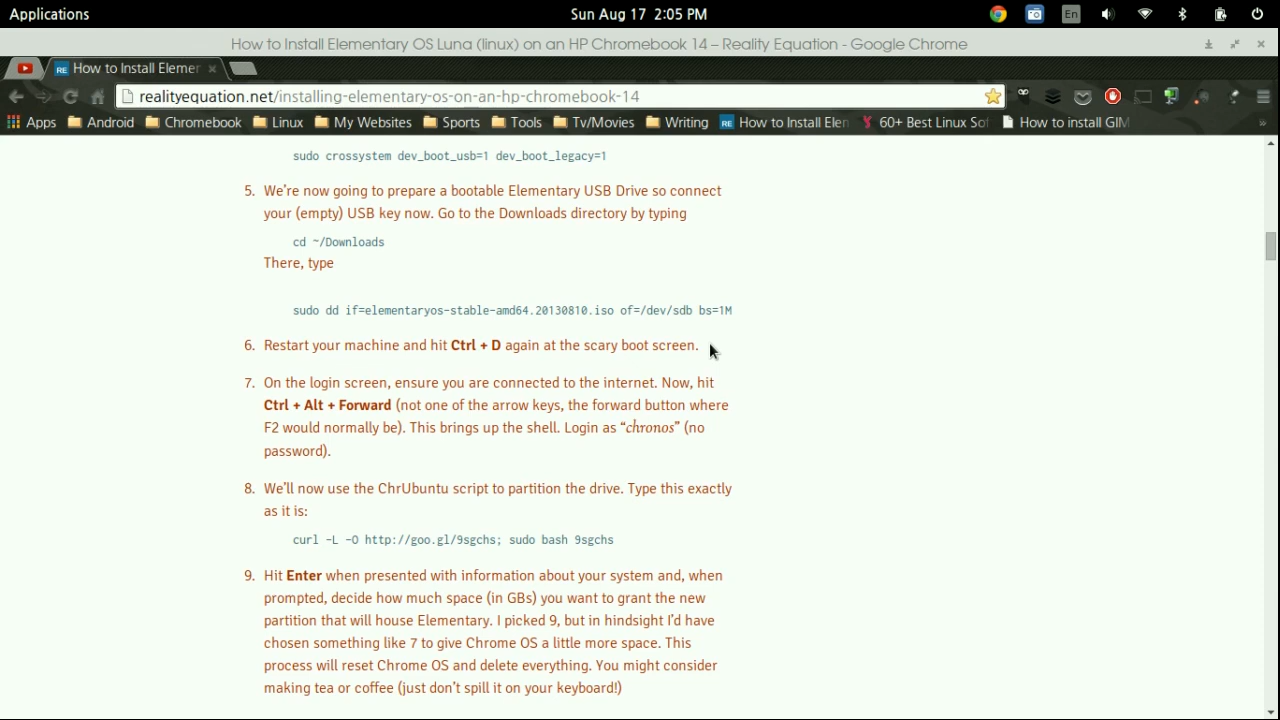 Applications
Sun Aug 17 2:05 PM
En
How to Install Elementary OS Luna (linux) on an HP Chromebook 14 – Reality Equation - Google Chrome
RE How to Install Elemer
realityequation.net/installing-elementary-os-on-an-hp-chromebook-14
Apps Android Chromebook Linux My Websites Sports Tools Tv/Movies Writing RE How to Install Elen 60+ Best Linux Sof How to install GIM »
sudo crossystem dev_boot_usb=1 dev_boot_legacy=1
5. We're now going to prepare a bootable Elementary USB Drive so connect
your (empty) USB key now. Go to the Downloads directory by typing
cd ~/Downloads
There, type
sudo dd if=elementaryos-stable-amd64.20130810.iso of=/dev/sdb bs=1M
6. Restart your machine and hit Ctrl + D again at the scary boot screen.
7. On the login screen, ensure you are connected to the internet. Now, hit
Ctrl + Alt + Forward (not one of the arrow keys, the forward button where
F2 would normally be). This brings up the shell. Login as “chronos” (no
password).
8. We'll now use the ChrUbuntu script to partition the drive. Type this exactly
as it is:
curl -L -O http://goo.gl/9sgchs; sudo bash 9sgchs
9. Hit Enter when presented with information about your system and, when
prompted, decide how much space (in GBs) you want to grant the new
partition that will house Elementary. I picked 9, but in hindsight I'd have
chosen something like 7 to give Chrome OS a little more space. This
process will reset Chrome OS and delete everything. You might consider
making tea or coffee (just don't spill it on your keyboard!)